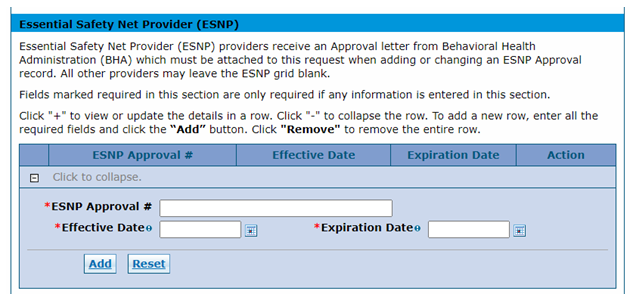 Essential Safety Net Provider (ESNP)
Essential Safety Net Provider (ESNP) providers receive an Approval letter from Behavioral Health
Administration (BHA) which must be attached to this request when adding or changing an ESNP Approval
record. All other providers may leave the ESNP grid blank.
Fields marked required in this section are only required if any information is entered in this section.
Click "+" to view or update the details in a row. Click "-" to collapse the row. To add a new row, enter all the
required fields and click the "Add" button. Click "Remove" to remove the entire row.
ESNP Approval # Effective Date Expiration Date Action
Click to collapse.
*ESNP Approval #
*Effective Date *Expiration Date
Add Reset